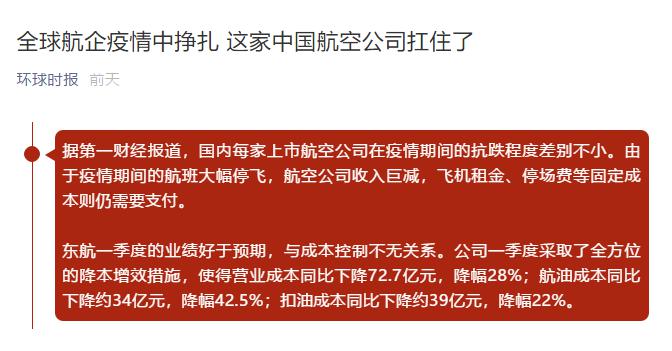 全球航企疫情中挣扎 这家中国航空公司扛住了
环球时报 前天
据第一财经报道，国内每家上市航空公司在疫情期间的抗跌程度差别不小。由
于疫情期间的航班大幅停飞，航空公司收入巨减，飞机租金、停场费等固定成
本则仍需要支付。
东航一季度的业绩好于预期，与成本控制不无关系。公司一季度采取了全方位
的降本增效措施，使得营业成本同比下降72.7亿元，降幅28%；航油成本同比
下降约34亿元，降幅42.5%；扣油成本同比下降约39亿元，降幅22%。